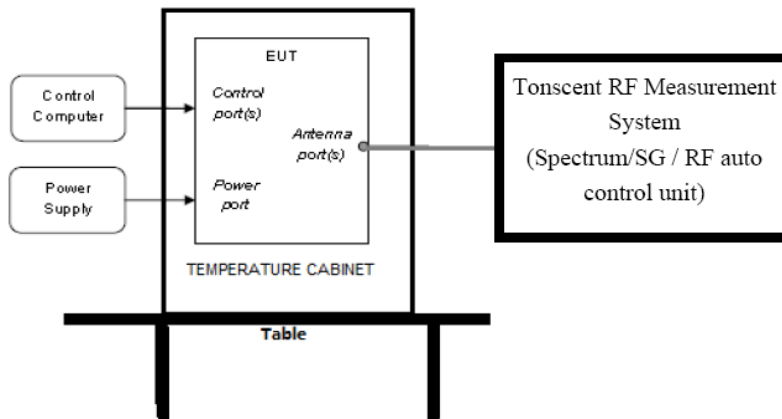 EUT
Control
Computer
Control
port(s)
Antenna
port(s)
Power
Supply
Power
port
TEMPERATURE CABINET
Table
Tonscent RF Measurement
System
(Spectrum/SG / RF auto
control unit)